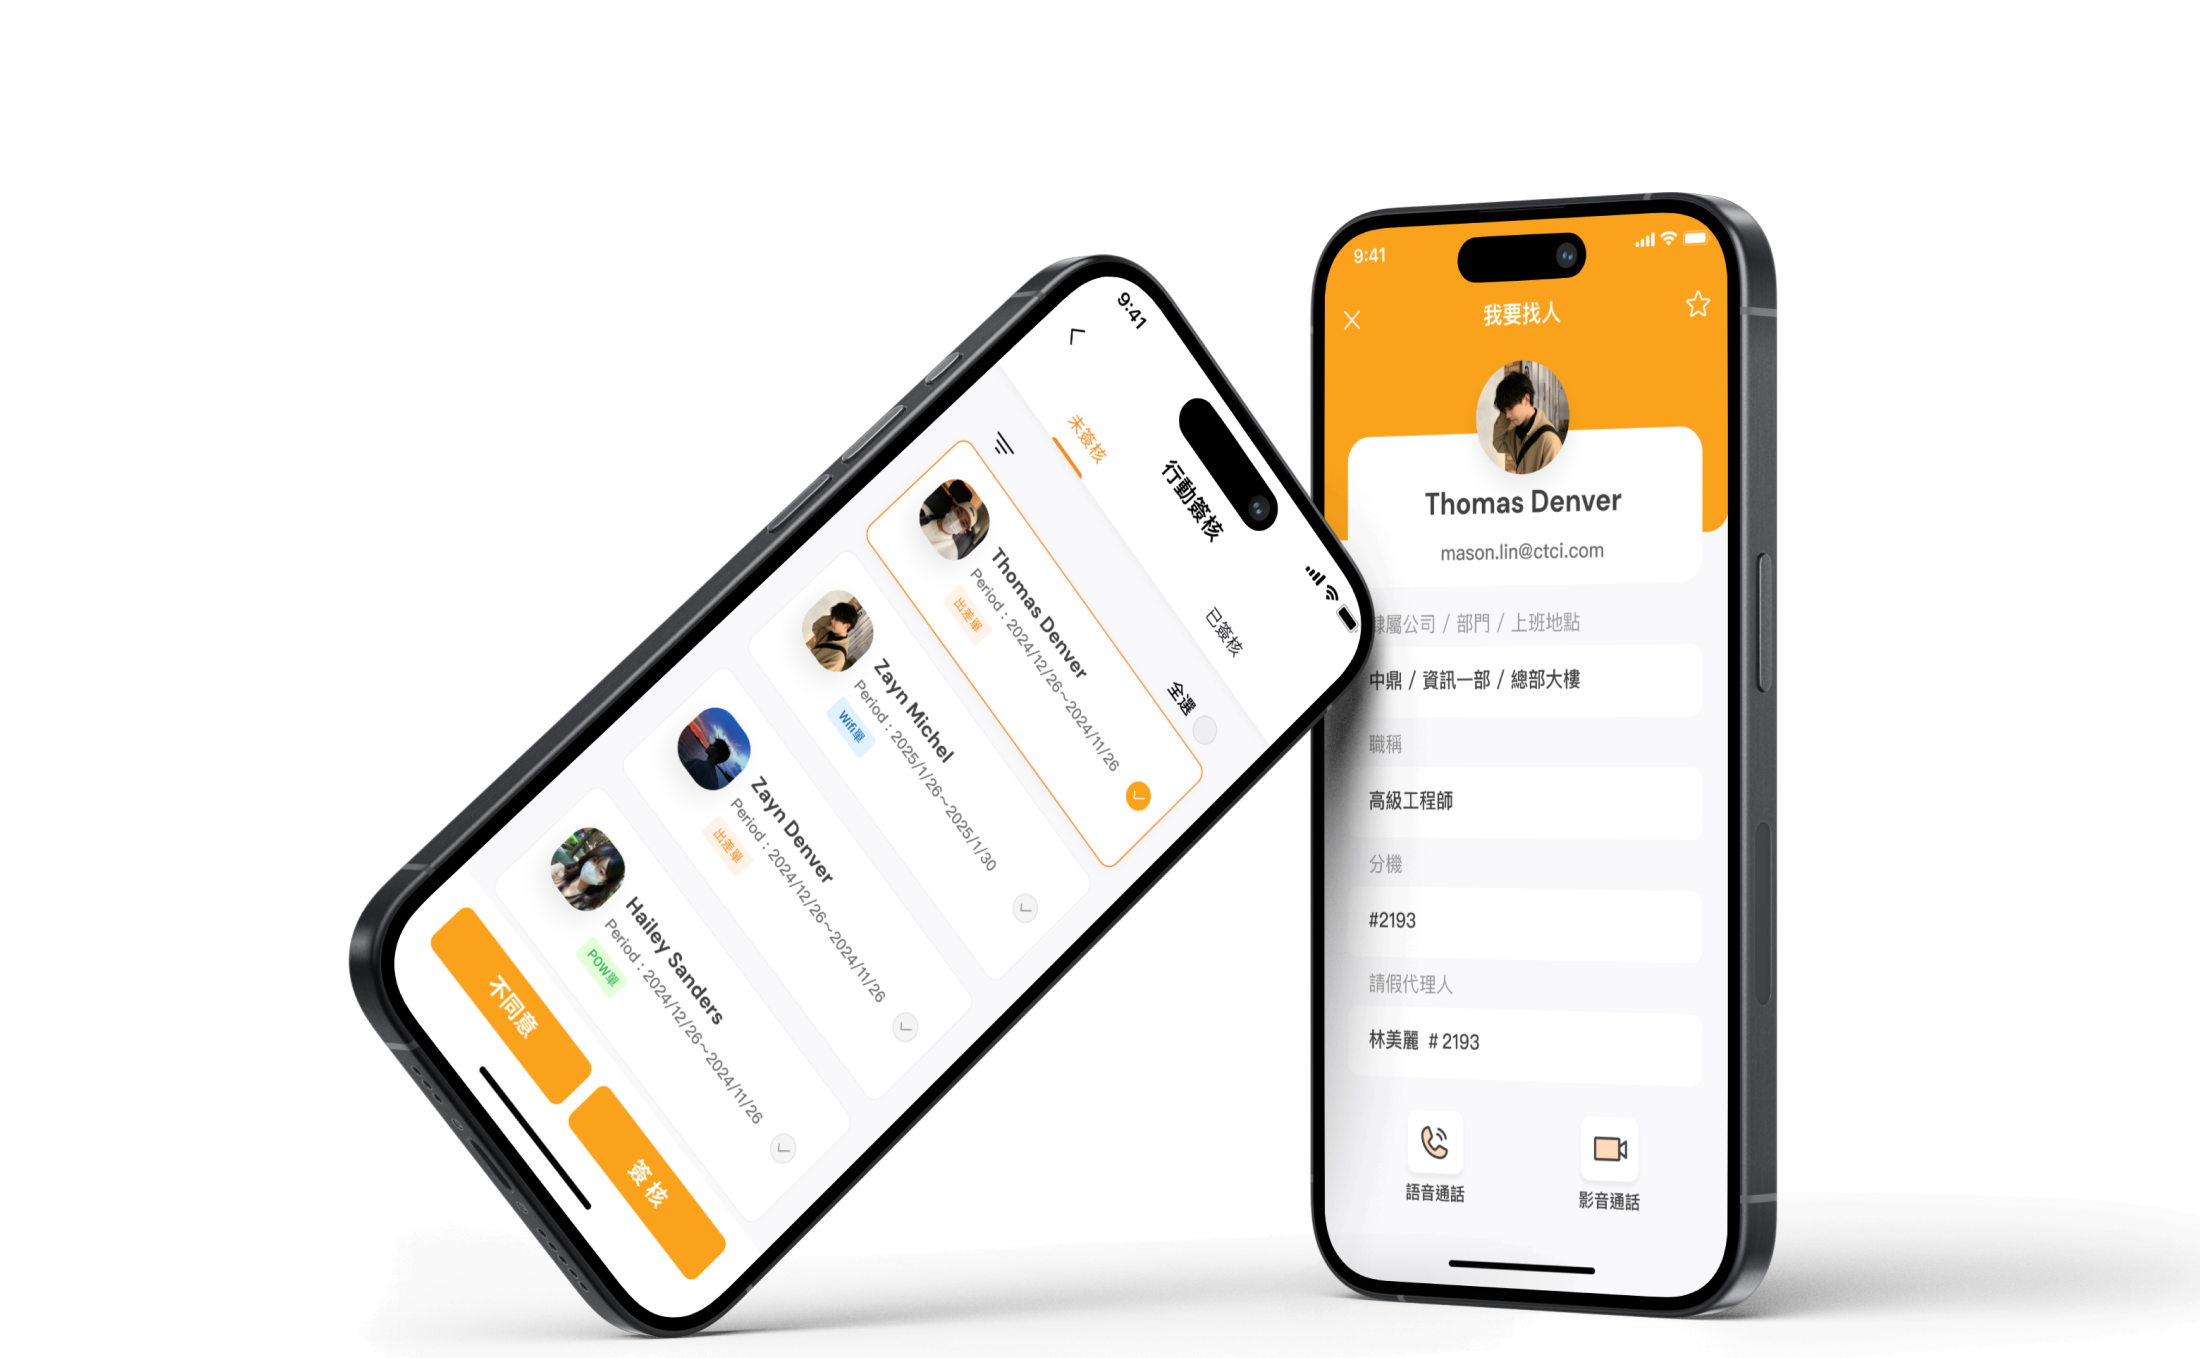 9:41
行動簽核
未簽核
已簽核
全選
Thomas Denver
Period : 2024/12/26~2024/11/26
出差單
Zayn Michel
Period : 2025/1/26~2025/1/30
Wifi單
Zayn Denver
Period : 2024/12/26~2024/11/26
出差單
Hailey Sanders
Period : 2024/12/26~2024/11/26
POW單
不同意
簽核
9:41
我要找人
Thomas Denver
mason.lin@ctci.com
隸屬公司 / 部門 / 上班地點
中鼎 / 資訊一部 / 總部大樓
職稱
高級工程師
分機
#2193
請假代理人
林美麗 # 2193
語音通話
影音通話